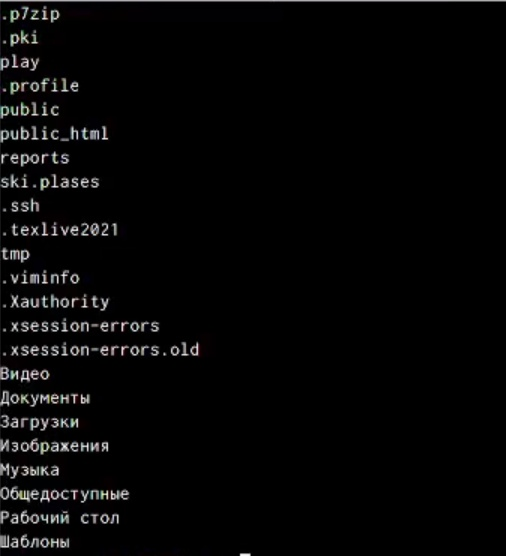 .p7zip
.pki
play
.profile
public
public_html
reports
ski.plases
.ssh
.texlive2021
tmp
.viminfo
.Xauthority
.xsession-errors
.xsession-errors.old
Видео
Документы
Загрузки
Изображения
Музыка
Общедоступные
Рабочий стол
Шаблоны